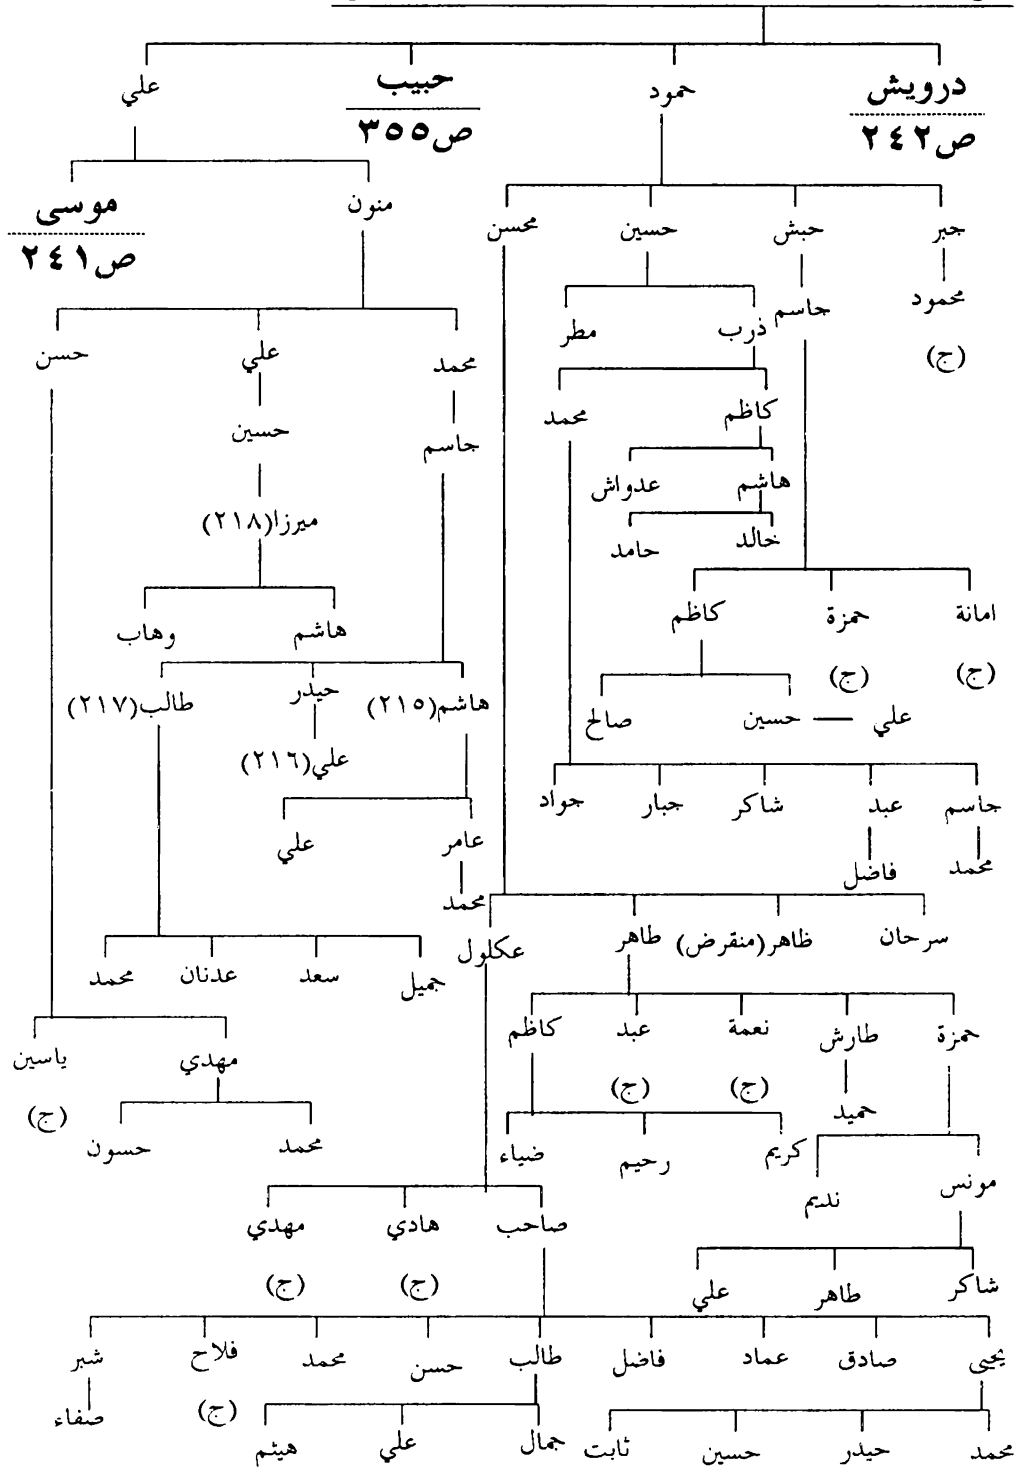 درويش حمود حبيب علي
ص٢٤٢ ص٣٥٥
جبر حبش حسين محسن منون موسى
ص٢٤١
محمود جاسم ذرب مطر محمد علي حسن
(ج)
كاظم محمد جاسم حسين
هاشم عدواش ميرزا(٢١٨)
خالد حامد
امانة حمزة كاظم هاشم وهاب
(ج) (ج)
علي حسين صالح هاشم(٢١٥) حيدر طالب(٢١٧)
علي(٢١٦)
جاسم عبد شاكر جبار جواد عامر علي
محمد فاضل محمد
سرحان ظاهر(منقرض) طاهر عكلول جميل سعد عدنان محمد
حمزة طارش نعمة عبد كاظم مهدي ياسين
حميد (ج) (ج) (ج)
كريم رحيم ضياء محمد حسون
مونس نديم صاحب هادي مهدي
(ج) (ج)
شاكر طاهر علي
يحيى صادق عماد فاضل طالب حسن محمد فلاح شبر
(ج) صفاء
محمد حيدر حسين ثابت جمال علي هيثم